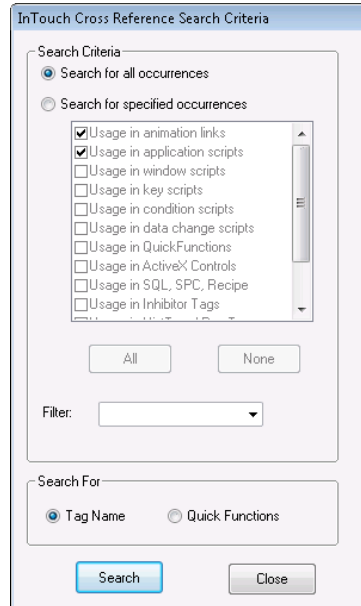 InTouch Cross Reference Search Criteria
Search Criteria
Search for all occurrences
Search for specified occurrences
Usage in animation links
Usage in application scripts
Usage in window scripts
Usage in key scripts
Usage in condition scripts
Usage in data change scripts
Usage in QuickFunctions
Usage in ActiveX Controls
Usage in SQL, SPC, Recipe
Usage in Inhibitor Tags
Usage in
All None
Filter:
Search For
Tag Name Quick Functions
Search Close